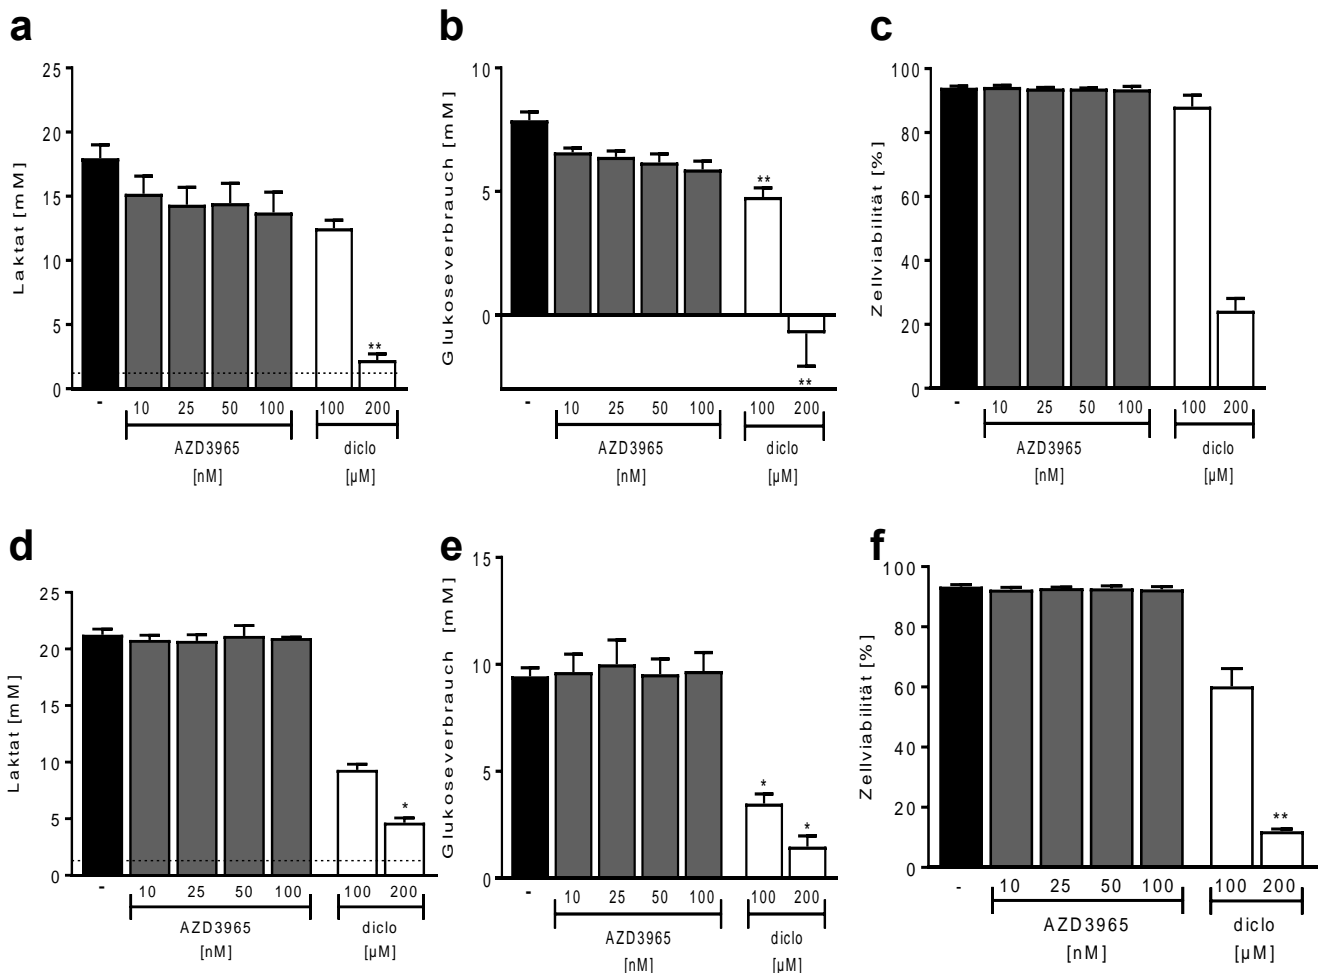 a
Laktat [mM]
25
20
15
10
5
0
**
- 10 25 50 100 100 200
AZD3965 diclo
[nM] [µM]
b
Glukoseverbrauch [mM]
10
5
0
**
**
- 10 25 50 100 100 200
AZD3965 diclo
[nM] [µM]
c
Zellviabilität [%]
100
80
60
40
20
0
- 10 25 50 100 100 200
AZD3965 diclo
[nM] [µM]
d
Laktat [mM]
25
20
15
10
5
0
*
- 10 25 50 100 100 200
AZD3965 diclo
[nM] [µM]
e
Glukoseverbrauch [mM]
15
10
5
0
*
*
- 10 25 50 100 100 200
AZD3965 diclo
[nM] [µM]
f
Zellviabilität [%]
100
80
60
40
20
0
**
- 10 25 50 100 100 200
AZD3965 diclo
[nM] [µM]